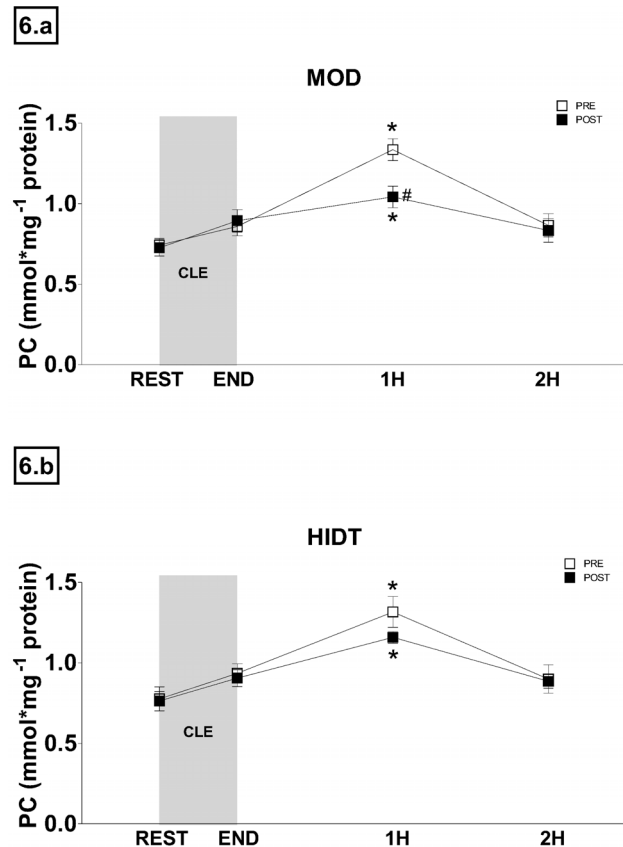 6.a
MOD
PRE
POST
1.5
1.0
0.5
0.0
PC (mmol*mg⁻¹ protein)
*
#
*
CLE
REST END 1H 2H
6.b
HIDT
PRE
POST
1.5
1.0
0.5
0.0
PC (mmol*mg⁻¹ protein)
*
*
CLE
REST END 1H 2H